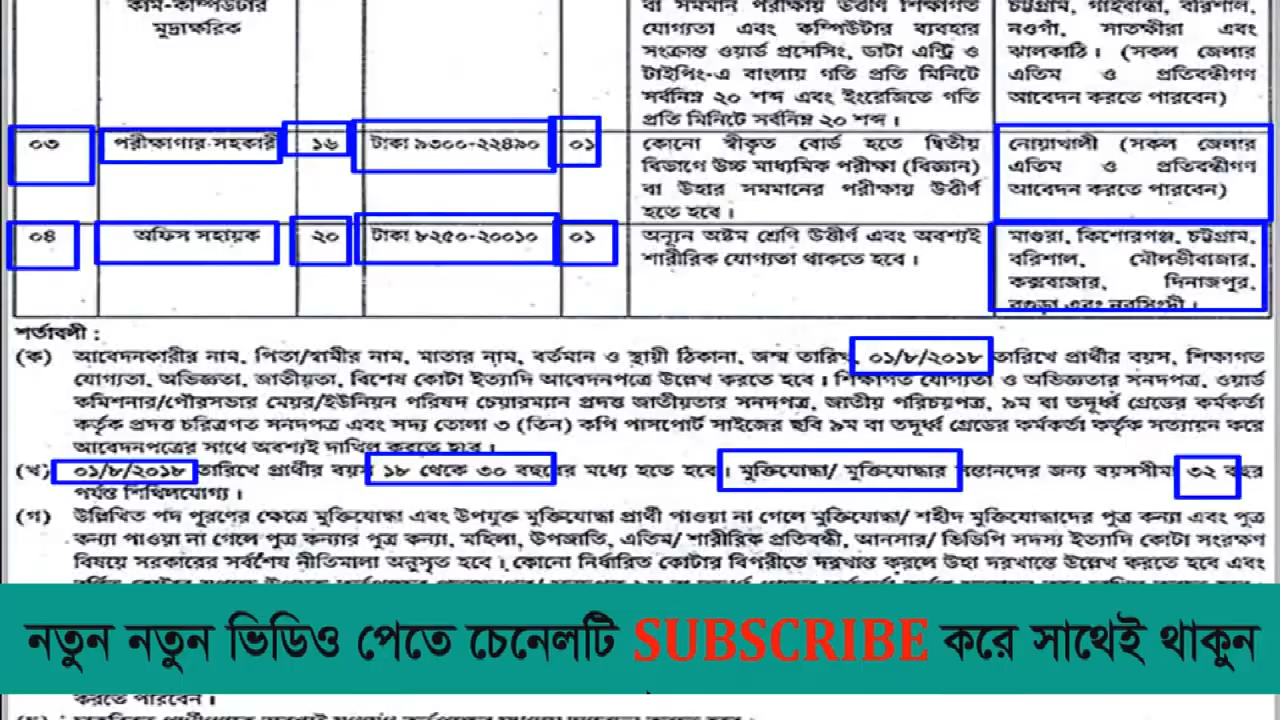 কাম-কম্পিউটার
মুদ্রাক্ষরিক
বা সমমান পরীক্ষায় উত্তীর্ণ শিক্ষাগত
যোগ্যতা এবং কম্পিউটার ব্যবহার
সংক্রান্ত ওয়ার্ড প্রসেসিং, ডাটা এন্ট্রি ও
টাইপিং-এ বাংলায় গতি প্রতি মিনিটে
সর্বনিম্ন ২০ শব্দ এবং ইংরেজিতে গতি
প্রতি মিনিটে সর্বনিম্ন ২০ শব্দ।
চট্টগ্রাম, গাইবান্ধা, বরিশাল,
নওগাঁ, সাতক্ষীরা এবং
ঝালকাঠি। (সকল জেলার
এতিম ও প্রতিবন্ধীগণ
আবেদন করতে পারবেন)
০৩ পরীক্ষাগার সহকারী ১৬ টাকা ৯৩০০-২২৪৯০ ০১
কোনো স্বীকৃত বোর্ড হতে দ্বিতীয়
বিভাগে উচ্চ মাধ্যমিক পরীক্ষা (বিজ্ঞান)
বা উহার সমমানের পরীক্ষায় উত্তীর্ণ
হতে হবে।
নোয়াখালী (সকল জেলার
এতিম ও প্রতিবন্ধীগণ
আবেদন করতে পারবেন)
০৪ অফিস সহায়ক ২০ টাকা ৮২৫০-২০০১০ ০১
অন্যূন অষ্টম শ্রেণি উত্তীর্ণ এবং অবশ্যই
শারীরিক যোগ্যতা থাকতে হবে।
মাগুরা, কিশোরগঞ্জ, চট্টগ্রাম,
বরিশাল, মৌলভীবাজার,
কক্সবাজার, দিনাজপুর,
বগুড়া এবং নরসিংদী।
শর্তাবলী :
(ক) আবেদনকারীর নাম, পিতা/স্বামীর নাম, মাতার নাম, বর্তমান ও স্থায়ী ঠিকানা, জন্ম তারিখ, ০১/৮/২০১৮ তারিখে প্রার্থীর বয়স, শিক্ষাগত
যোগ্যতা, অভিজ্ঞতা, জাতীয়তা, বিশেষ কোটা ইত্যাদি আবেদনপত্রে উল্লেখ করতে হবে। শিক্ষাগত যোগ্যতা ও অভিজ্ঞতার সনদপত্র, ওয়ার্ড
কমিশনার/পৌরসভার মেয়র/ইউনিয়ন পরিষদ চেয়ারম্যান প্রদত্ত জাতীয়তার সনদপত্র, জাতীয় পরিচয়পত্র, ৯ম বা তদূর্ধ্ব গ্রেডের কর্মকর্তা
কর্তৃক প্রদত্ত চরিত্রগত সনদপত্র এবং সদ্য তোলা ৩ (তিন) কপি পাসপোর্ট সাইজের ছবি ৯ম বা তদূর্ধ্ব গ্রেডের কর্মকর্তা কর্তৃক সত্যায়ন করে
আবেদনপত্রের সাথে অবশ্যই দাখিল করতে হবে।
(খ) ০১/৮/২০১৮ তারিখে প্রার্থীর বয়স ১৮ থেকে ৩০ বছরের মধ্যে হতে হবে। মুক্তিযোদ্ধা/ মুক্তিযোদ্ধার সন্তানদের জন্য বয়সসীমা ৩২ বছর
পর্যন্ত শিথিলযোগ্য।
(গ) উল্লিখিত পদ পূরণের ক্ষেত্রে মুক্তিযোদ্ধা এবং উপযুক্ত মুক্তিযোদ্ধা প্রার্থী পাওয়া না গেলে মুক্তিযোদ্ধা/ শহীদ মুক্তিযোদ্ধাদের পুত্র কন্যা এবং পুত্র
কন্যা পাওয়া না গেলে পুত্র কন্যার পুত্র কন্যা, মহিলা, উপজাতি, এতিম/ শারীরিক প্রতিবন্ধী, আনসার/ ভিডিপি সদস্য ইত্যাদি কোটা সংরক্ষণ
বিষয়ে সরকারের সর্বশেষ নীতিমালা অনুসৃত হবে। কোনো নির্ধারিত কোটার বিপরীতে দরখাস্ত করলে উহা দরখাস্তে উল্লেখ করতে হবে এবং
নতুন নতুন ভিডিও পেতে চেনেলটি SUBSCRIBE করে সাথেই থাকুন
করতে পারবেন।